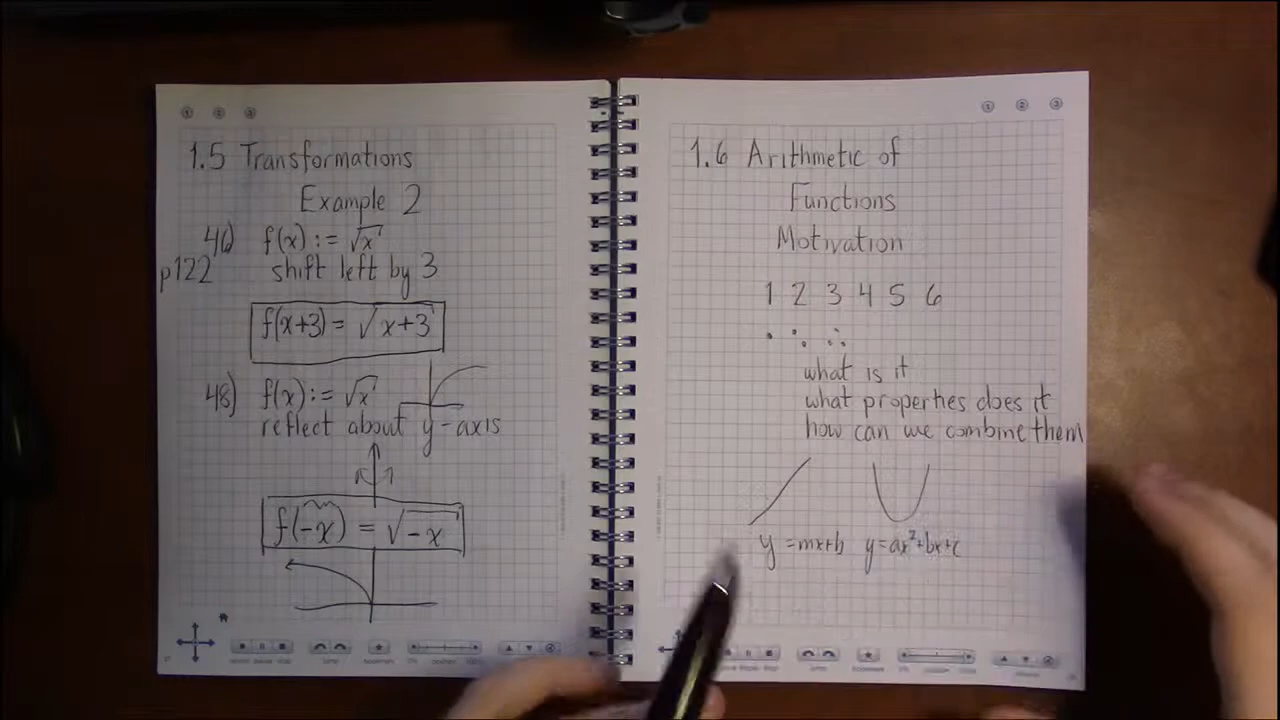 1.5 Transformations
Example 2
46) f(x) := √x
p122 shift left by 3
f(x+3) = √x+3
48) f(x) := √x
reflect about y-axis
f(-x) = √-x
1.6 Arithmetic of
Functions
Motivation
1 2 3 4 5 6
what is it
what properties does it
how can we combine them
y = mx+b y = ax²+bx+c